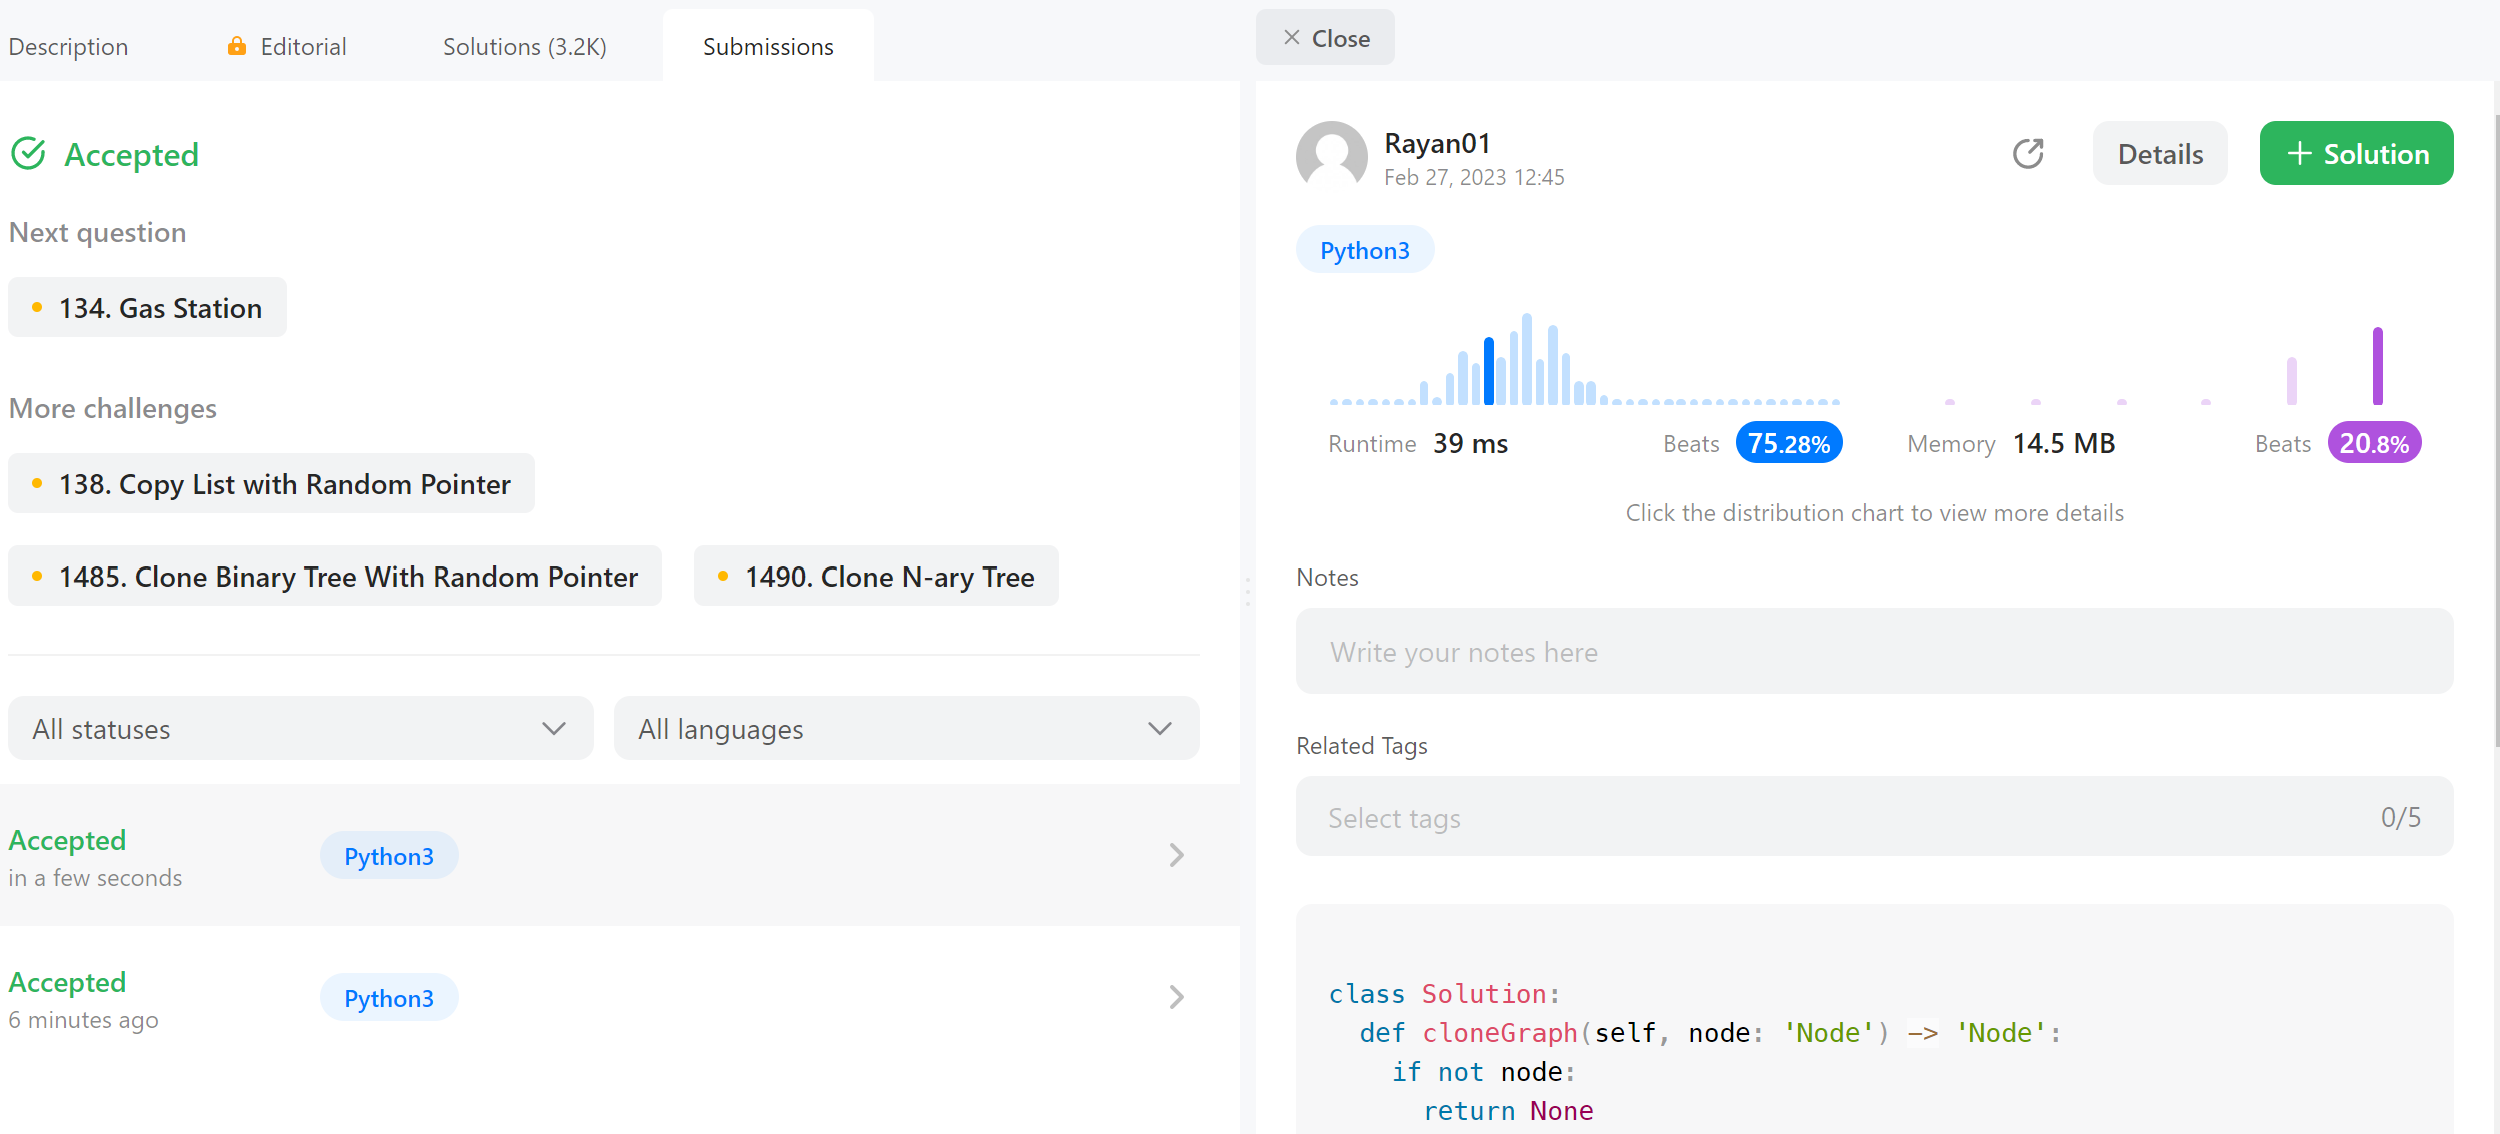 Description
Editorial
Solutions (3.2K)
Submissions
Close
Accepted
Next question
134. Gas Station
More challenges
138. Copy List with Random Pointer
1485. Clone Binary Tree With Random Pointer
1490. Clone N-ary Tree
All statuses
All languages
Accepted
in a few seconds
Python3
Accepted
6 minutes ago
Python3
Rayan01
Feb 27, 2023 12:45
Details
+ Solution
Python3
Runtime 39 ms
Beats 75.28%
Memory 14.5 MB
Beats 20.8%
Click the distribution chart to view more details
Notes
Write your notes here
Related Tags
Select tags
0/5
class Solution:
  def cloneGraph(self, node: 'Node') -> 'Node':
    if not node:
      return None